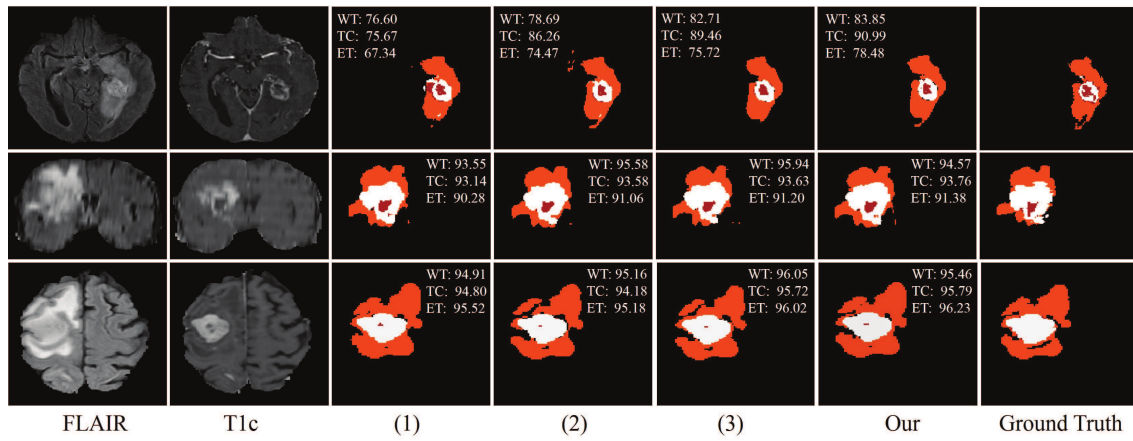 WT: 76.60
TC: 75.67
ET: 67.34
WT: 78.69
TC: 86.26
ET: 74.47
WT: 82.71
TC: 89.46
ET: 75.72
WT: 83.85
TC: 90.99
ET: 78.48
WT: 93.55
TC: 93.14
ET: 90.28
WT: 95.58
TC: 93.58
ET: 91.06
WT: 95.94
TC: 93.63
ET: 91.20
WT: 94.57
TC: 93.76
ET: 91.38
WT: 94.91
TC: 94.80
ET: 95.52
WT: 95.16
TC: 94.18
ET: 95.18
WT: 96.05
TC: 95.72
ET: 96.02
WT: 95.46
TC: 95.79
ET: 96.23
FLAIR T1c (1) (2) (3) Our Ground Truth